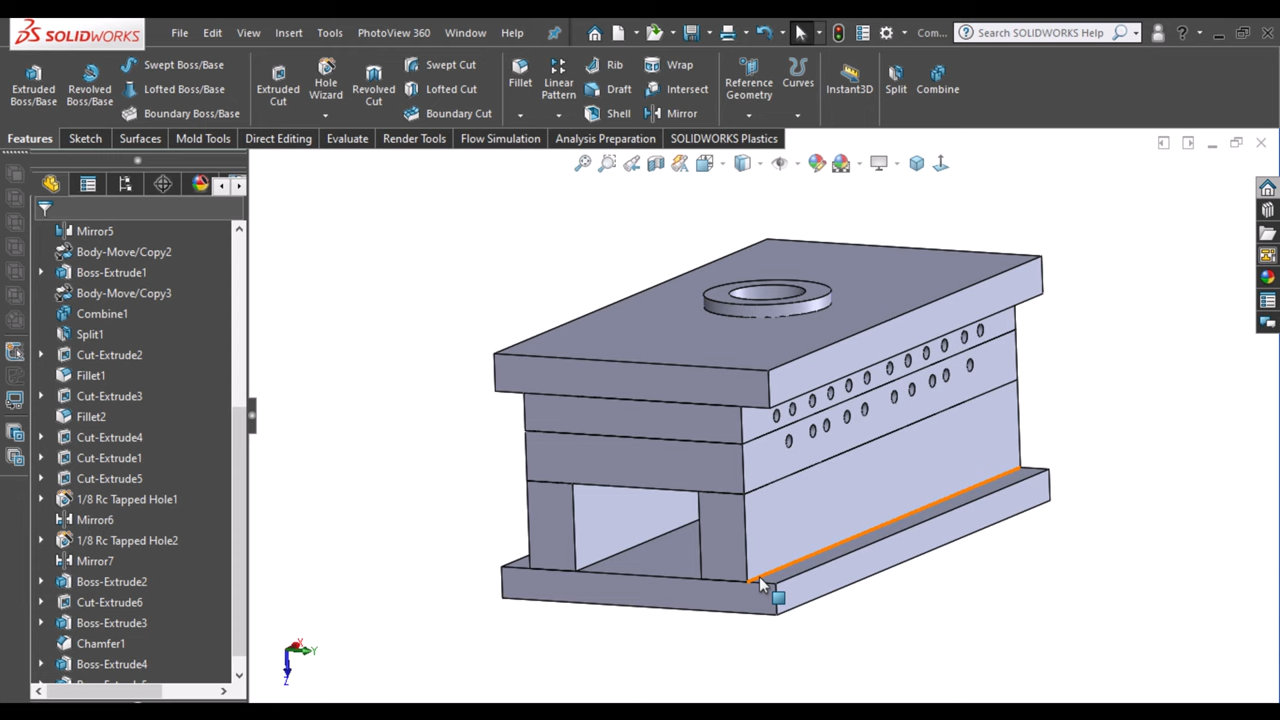 SOLIDWORKS File Edit View Insert Tools PhotoView 360 Window Help Com... Search SOLIDWORKS Help ?
Extruded Boss/Base Revolved Boss/Base Swept Boss/Base Lofted Boss/Base Boundary Boss/Base Extruded Cut Hole Wizard Revolved Cut Swept Cut Lofted Cut Boundary Cut Fillet Linear Pattern Rib Draft Shell Wrap Intersect Mirror Reference Geometry Curves Instant3D Split Combine
Features Sketch Surfaces Mold Tools Direct Editing Evaluate Render Tools Flow Simulation Analysis Preparation SOLIDWORKS Plastics
Mirror5
Body-Move/Copy2
Boss-Extrude1
Body-Move/Copy3
Combine1
Split1
Cut-Extrude2
Fillet1
Cut-Extrude3
Fillet2
Cut-Extrude4
Cut-Extrude1
Cut-Extrude5
1/8 Rc Tapped Hole1
Mirror6
1/8 Rc Tapped Hole2
Mirror7
Boss-Extrude2
Cut-Extrude6
Boss-Extrude3
Chamfer1
Boss-Extrude4
X
Y
Z